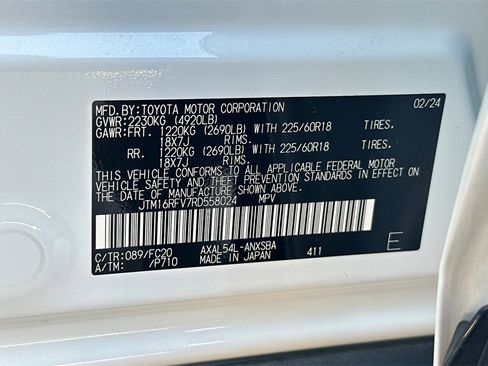 MFD. BY: TOYOTA MOTOR CORPORATION 02/24
GVWR: 2230KG (4920LB)
GAWR: FRT. 1220KG (2690LB) WITH 225/60R18 TIRES.
18X7J RIMS.
RR. 1220KG (2690LB) WITH 225/60R18 TIRES.
18X7J RIMS.
THIS VEHICLE CONFORMS TO ALL APPLICABLE FEDERAL MOTOR
VEHICLE SAFETY AND THEFT PREVENTION STANDARDS IN EFFECT ON
THE DATE OF MANUFACTURE SHOWN ABOVE.
JTM16RFV7RD558024 MPV
C/TR: 089/FC20 AXAL54L-ANXSBA E
A/TM: /P710 MADE IN JAPAN 411